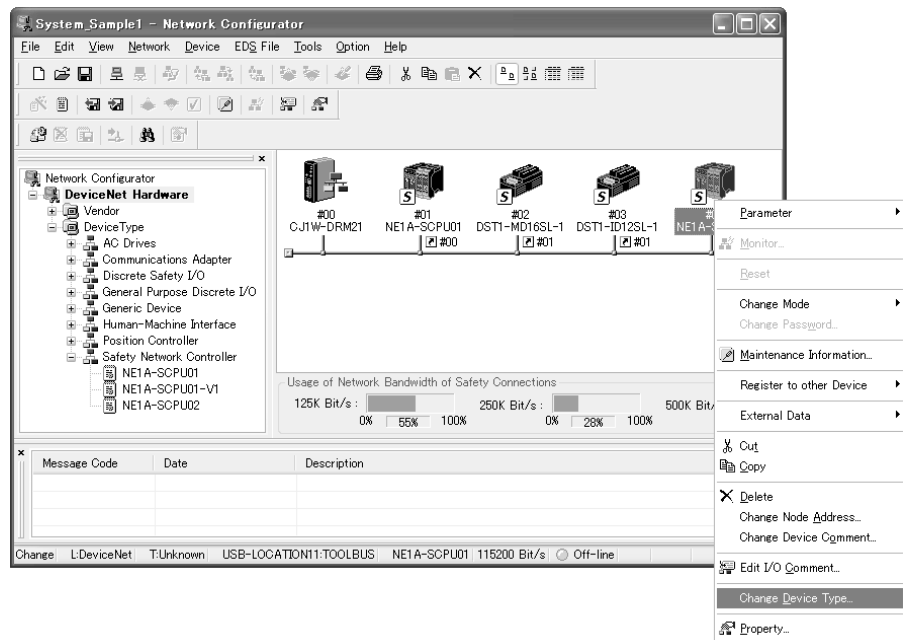 System_Sample1 - Network Configurator
File Edit View Network Device EDS File Tools Option Help
Network Configurator
DeviceNet Hardware
Vendor
DeviceType
AC Drives
Communications Adapter
Discrete Safety I/O
General Purpose Discrete I/O
Generic Device
Human-Machine Interface
Position Controller
Safety Network Controller
NE1A-SCPU01
NE1A-SCPU01-V1
NE1A-SCPU02
#00
CJ1W-DRM21
#01
NE1A-SCPU01
#00
#02
DST1-MD16SL-1
#01
#03
DST1-ID12SL-1
#01
NE1A-S
Usage of Network Bandwidth of Safety Connections
125K Bit/s : 0% 55% 100%
250K Bit/s : 0% 28% 100%
500K Bit/
Message Code Date Description
Change L:DeviceNet T:Unknown USB-LOCATION11:TOOLBUS NE1A-SCPU01 115200 Bit/s Off-line
Parameter
Monitor...
Reset
Change Mode
Change Password...
Maintenance Information...
Register to other Device
External Data
Cut
Copy
Delete
Change Node Address...
Change Device Comment...
Edit I/O Comment...
Change Device Type...
Property...